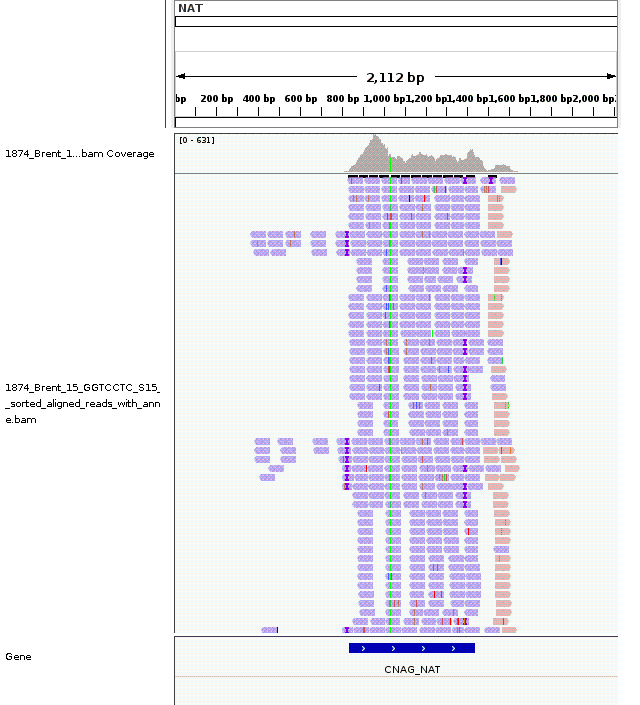 NAT
2,112 bp
bp 200 bp 400 bp 600 bp 800 bp 1,000 bp 1,200 bp 1,400 bp 1,600 bp 1,800 bp 2,000 bp
[0 - 631]
1874_Brent_1...bam Coverage
1874_Brent_15_GGTCCTC_S15_
_sorted_aligned_reads_with_ann
e.bam
Gene
CNAG_NAT